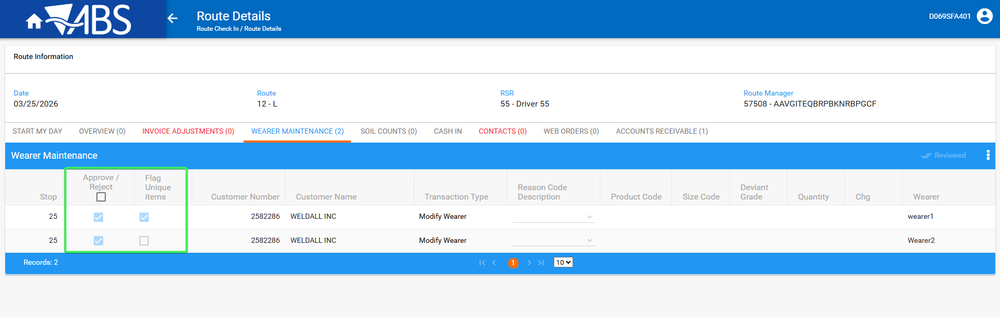 ABS
Route Details
Route Check In / Route Details
D069SFA401
Route Information
Date
03/25/2026
Route
12 - L
RSR
55 - Driver 55
Route Manager
57508 - AAVGITEQBRPBKNRBPGCF
START MY DAY OVERVIEW (0) INVOICE ADJUSTMENTS (0) WEARER MAINTENANCE (2) SOIL COUNTS (0) CASH IN CONTACTS (0) WEB ORDERS (0) ACCOUNTS RECEIVABLE (1)
Wearer Maintenance
Reviewed
Stop
Approve /
Reject
Flag
Unique
items
Customer Number
Customer Name
Transaction Type
Reason Code
Description
Product Code
Size Code
Deviant
Grade
Quantity
Chg
Wearer
25 2582286 WELDALL INC Modify Wearer wearer1
25 2582286 WELDALL INC Modify Wearer Wearer2
Records: 2
1
10